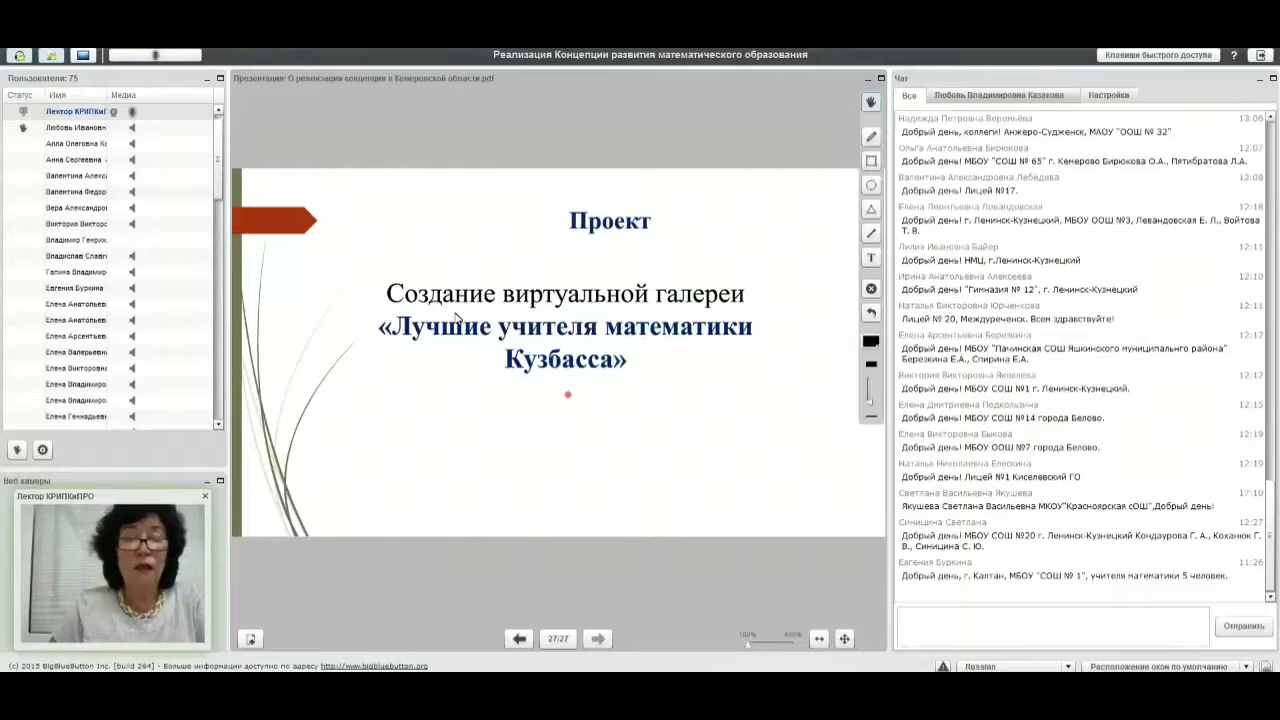 Реализация Концепции развития математического образования
Клавиши быстрого доступа
?
Пользователи: 75
Статус Имя Медиа
Лектор КРИПКиГ
Любовь Ивановн
Алла Олеговна Кс
Анна Сергеевна
Валентина Алекса
Валентина Федор
Вера Александро
Виктория Викторс
Владимир Генрих
Владислав Славго
Галина Владимир
Евгения Буркина
Елена Анатольев
Елена Анатольев
Елена Арсентьев
Елена Валерьевна
Елена Викторовна
Елена Владимиро
Елена Владимиро
Елена Геннадьевн
Веб камеры
Лектор КРИПКиПРО
Презентация: О реализации концепции в Кемеровской области.pdf
Проект
Создание виртуальной галереи
«Лучшие учителя математики
Кузбасса»
T
27/27
100% 400%
Чат
Все Любовь Владимировна Казакова Настройки
Надежда Петровна Веремьёва 13:06
Добрый день, коллеги! Анжеро-Судженск, МАОУ "ООШ № 32"
Ольга Анатольевна Бирюкова 12:07
Добрый день! МБОУ "СОШ № 65" г. Кемерово Бирюкова О.А., Пятибратова Л.А.
Валентина Александровна Лебедева 12:08
Добрый день! Лицей №17.
Елена Леонтьевна Левандовская 12:18
Добрый день! г. Ленинск-Кузнецкий, МБОУ ООШ №3, Левандовская Е. Л., Войтова
Т. В.
Лилия Ивановна Байер 12:11
Добрый день! НМЦ, г.Ленинск-Кузнецкий
Ирина Анатольевна Алексеева 12:10
Добрый день! "Гимназия № 12", г. Ленинск-Кузнецкий
Наталья Викторовна Юрченкова 12:11
Лицей № 20, Междуреченск. Всем здравствуйте!
Елена Арсентьевна Березкина 12:12
Добрый день! МБОУ "Пачинская СОШ Яшкинского муниципальнго района"
Березкина Е.А., Спирина Е.А.
Виктория Викторовна Яковлева 12:12
Добрый день! МБОУ СОШ №1 г. Ленинск-Кузнецкий.
Елена Дмитриевна Подкользина 12:15
Добрый день! МБОУ СОШ №14 города Белово.
Елена Викторовна Быкова 12:19
Добрый день! МБОУ ООШ №7 города Белово.
Наталья Николаевна Елескина 12:19
Добрый день! Лицей №1 Киселевский ГО
Светлана Васильевна Якушева 17:10
Якушева Светлана Васильевна МКОУ"Красноярская сОШ",Добрый день!
Синицина Светлана 12:27
Добрый день! МБОУ СОШ №20 г. Ленинск-Кузнецкий Кондаурова Г. А., Коханюк Г.
В., Синицина С. Ю.
Евгения Буркина 11:26
Добрый день, г. Калтан, МБОУ "СОШ № 1", учителя математики 5 человек.
Отправить
(c) 2015 BigBlueButton Inc. [build 264] - Больше информации доступно по адресу http://www.bigbluebutton.org
Russian
Расположение окон по умолчанию